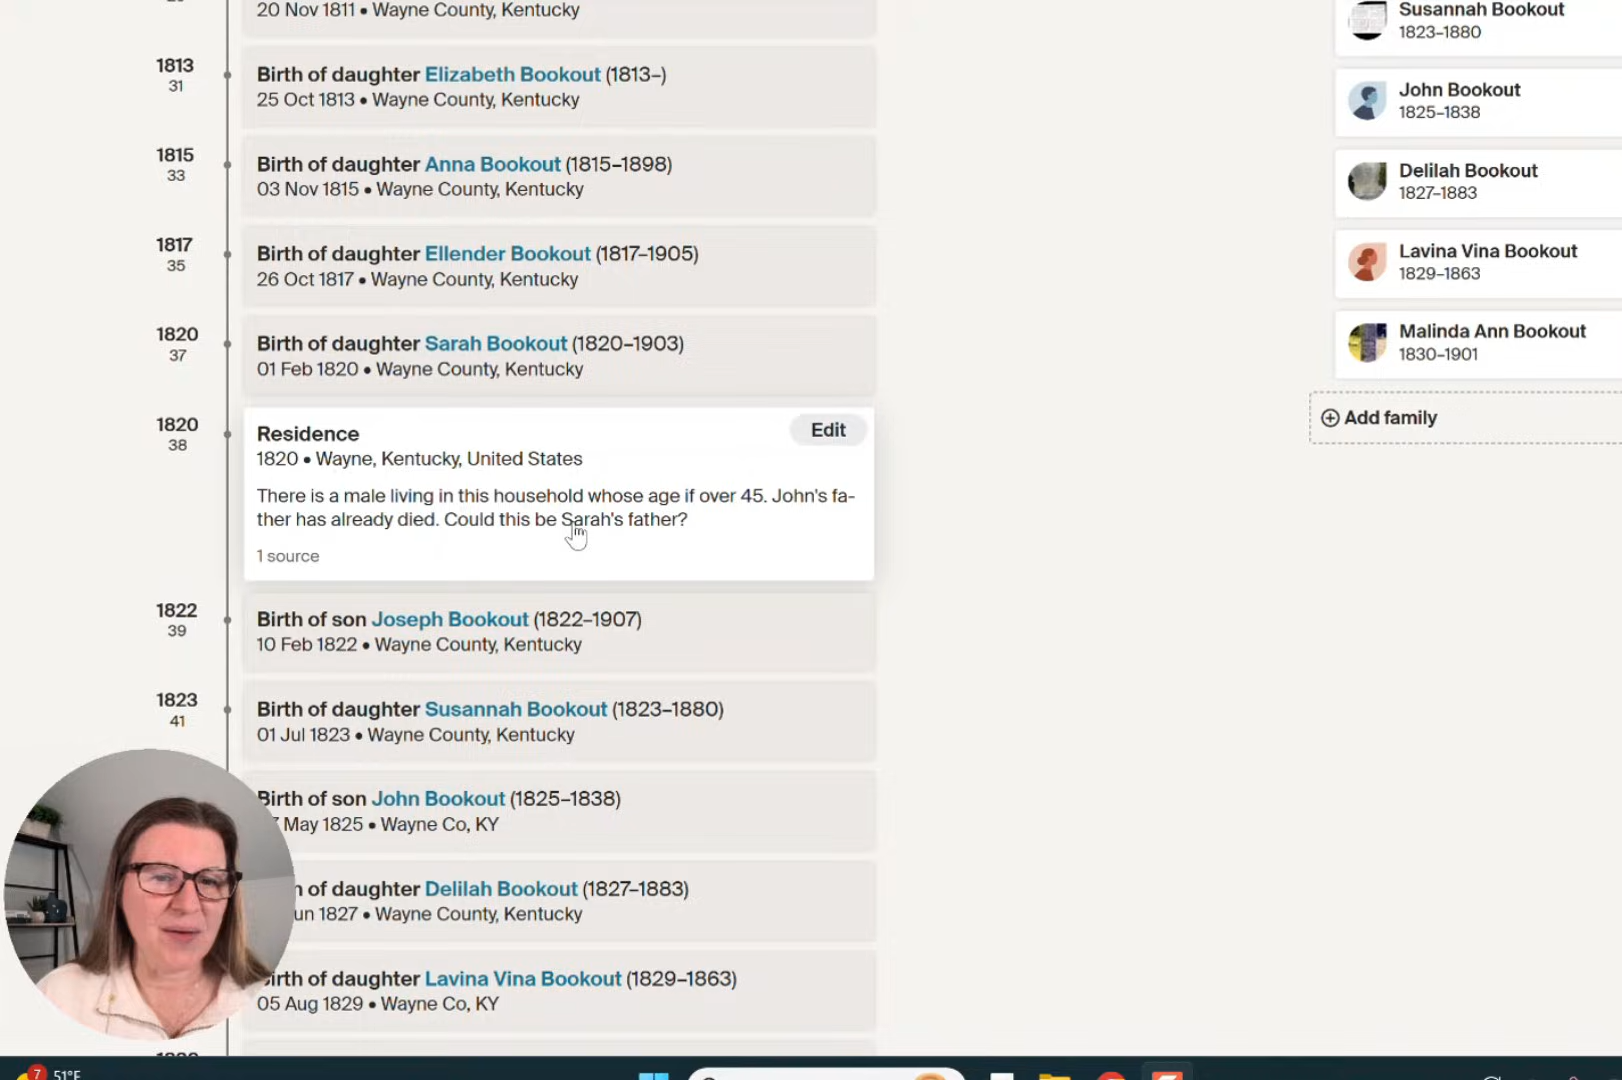 20 Nov 1811 • Wayne County, Kentucky
1813
31
Birth of daughter Elizabeth Bookout (1813–)
25 Oct 1813 • Wayne County, Kentucky
1815
33
Birth of daughter Anna Bookout (1815–1898)
03 Nov 1815 • Wayne County, Kentucky
1817
35
Birth of daughter Ellender Bookout (1817–1905)
26 Oct 1817 • Wayne County, Kentucky
1820
37
Birth of daughter Sarah Bookout (1820–1903)
01 Feb 1820 • Wayne County, Kentucky
1820
38
Residence
Edit
1820 • Wayne, Kentucky, United States
There is a male living in this household whose age if over 45. John's fa-
ther has already died. Could this be Sarah's father?
1 source
1822
39
Birth of son Joseph Bookout (1822–1907)
10 Feb 1822 • Wayne County, Kentucky
1823
41
Birth of daughter Susannah Bookout (1823–1880)
01 Jul 1823 • Wayne County, Kentucky
Birth of son John Bookout (1825–1838)
May 1825 • Wayne Co, KY
of daughter Delilah Bookout (1827–1883)
1827 • Wayne County, Kentucky
Birth of daughter Lavina Vina Bookout (1829–1863)
05 Aug 1829 • Wayne Co, KY
Susannah Bookout
1823–1880
John Bookout
1825–1838
Delilah Bookout
1827–1883
Lavina Vina Bookout
1829–1863
Malinda Ann Bookout
1830–1901
Add family
7
51°F